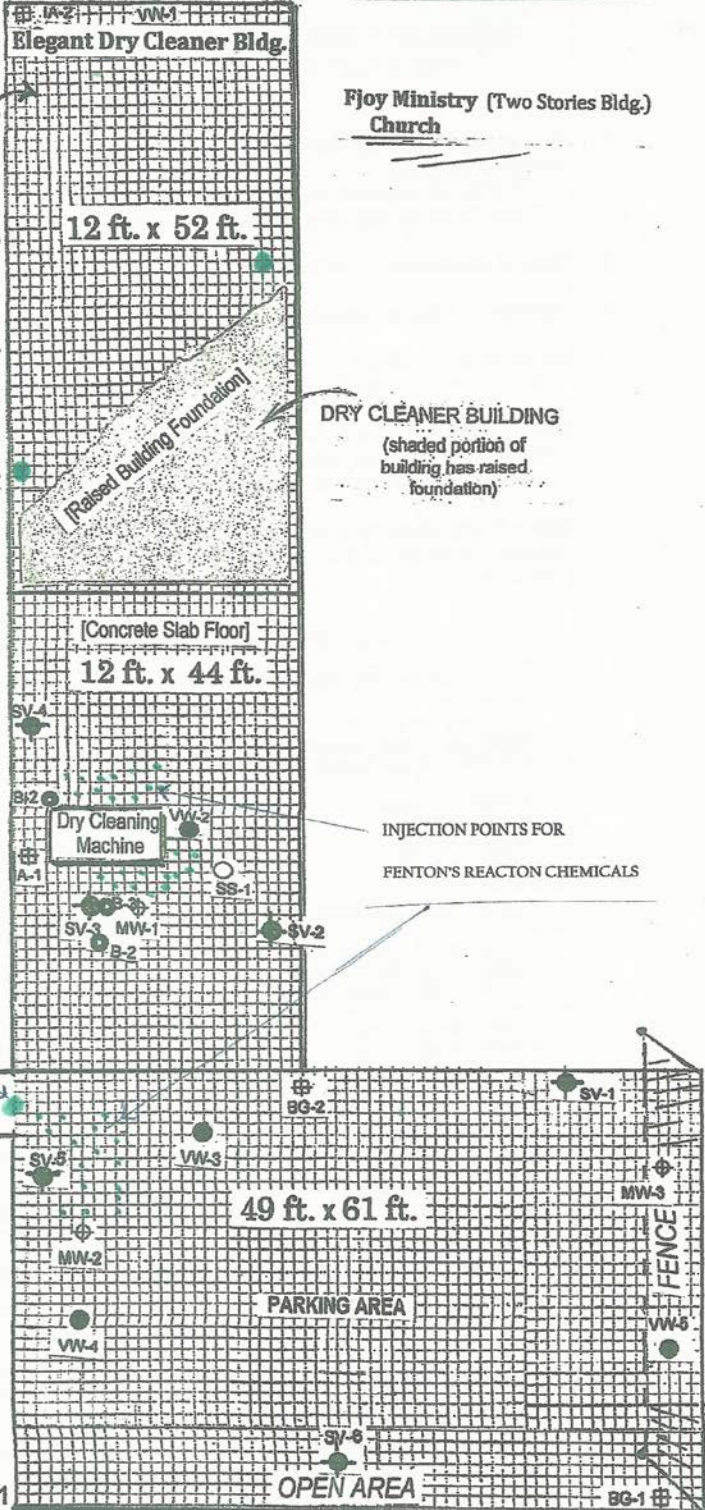 IA-2
VW-1
Elegant Dry Cleaner Bldg.
Fjoy Ministry (Two Stories Bldg.)
Church
12 ft. x 52 ft.
[Raised Building Foundation]
DRY CLEANER BUILDING
(shaded portion of
building has raised
foundation)
[Concrete Slab Floor]
12 ft. x 44 ft.
SV-4
B-2
Dry Cleaning
Machine
VW-2
INJECTION POINTS FOR
FENTON'S REACTON CHEMICALS
A-1
SS-1
B-3
SV-3
MW-1
B-2
SV-2
BG-2
SV-1
VW-3
SV-5
MW-3
49 ft. x 61 ft.
MW-2
FENCE
PARKING AREA
VW-4
VW-5
SV-6
OPEN AREA
BG-1